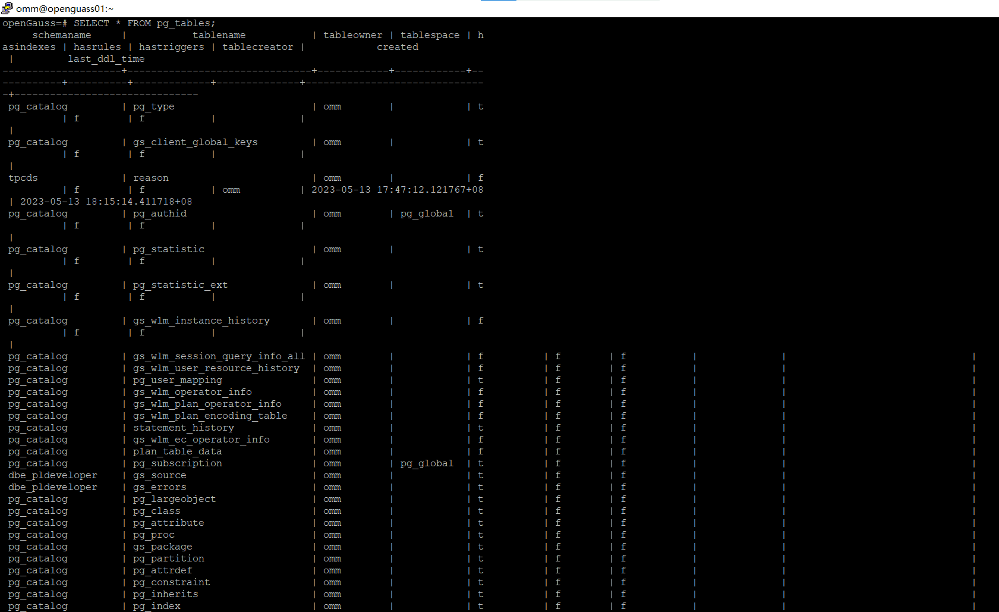 omm@openguass01:~
openGauss=# SELECT * FROM pg_tables;
     schemaname     |           tablename           | tableowner | tablespace | h
asindexes | hasrules | hastriggers | tablecreator |            created
 |         last_ddl_time
--------------------+-------------------------------+------------+------------+--
----------+----------+-------------+--------------+------------------------------
-+-------------------------------
 pg_catalog         | pg_type                       | omm        |            | t
          | f        | f           |              |
 |
 pg_catalog         | gs_client_global_keys         | omm        |            | t
          | f        | f           |              |
 |
 tpcds              | reason                        | omm        |            | f
          | f        | f           | omm          | 2023-05-13 17:47:12.121767+08
 | 2023-05-13 18:15:14.411718+08
 pg_catalog         | pg_authid                     | omm        | pg_global  | t
          | f        | f           |              |
 |
 pg_catalog         | pg_statistic                  | omm        |            | t
          | f        | f           |              |
 |
 pg_catalog         | pg_statistic_ext              | omm        |            | t
          | f        | f           |              |
 |
 pg_catalog         | gs_wlm_instance_history       | omm        |            | f
          | f        | f           |              |
 |
 pg_catalog         | gs_wlm_session_query_info_all | omm        |            | f          | f        | f           |              |                               |
 pg_catalog         | gs_wlm_user_resource_history  | omm        |            | f          | f        | f           |              |                               |
 pg_catalog         | pg_user_mapping               | omm        |            | t          | f        | f           |              |                               |
 pg_catalog         | gs_wlm_operator_info          | omm        |            | f          | f        | f           |              |                               |
 pg_catalog         | gs_wlm_plan_operator_info     | omm        |            | f          | f        | f           |              |                               |
 pg_catalog         | gs_wlm_plan_encoding_table    | omm        |            | f          | f        | f           |              |                               |
 pg_catalog         | statement_history             | omm        |            | t          | f        | f           |              |                               |
 pg_catalog         | gs_wlm_ec_operator_info       | omm        |            | f          | f        | f           |              |                               |
 pg_catalog         | plan_table_data               | omm        |            | f          | f        | f           |              |                               |
 pg_catalog         | pg_subscription               | omm        | pg_global  | t          | f        | f           |              |                               |
 dbe_pldeveloper    | gs_source                     | omm        |            | t          | f        | f           |              |                               |
 dbe_pldeveloper    | gs_errors                     | omm        |            | t          | f        | f           |              |                               |
 pg_catalog         | pg_largeobject                | omm        |            | t          | f        | f           |              |                               |
 pg_catalog         | pg_class                      | omm        |            | t          | f        | f           |              |                               |
 pg_catalog         | pg_attribute                  | omm        |            | t          | f        | f           |              |                               |
 pg_catalog         | pg_proc                       | omm        |            | t          | f        | f           |              |                               |
 pg_catalog         | gs_package                    | omm        |            | t          | f        | f           |              |                               |
 pg_catalog         | pg_partition                  | omm        |            | t          | f        | f           |              |                               |
 pg_catalog         | pg_attrdef                    | omm        |            | t          | f        | f           |              |                               |
 pg_catalog         | pg_constraint                 | omm        |            | t          | f        | f           |              |                               |
 pg_catalog         | pg_inherits                   | omm        |            | t          | f        | f           |              |                               |
 pg_catalog         | pg_index                      | omm        |            | t          | f        | f           |              |                               |